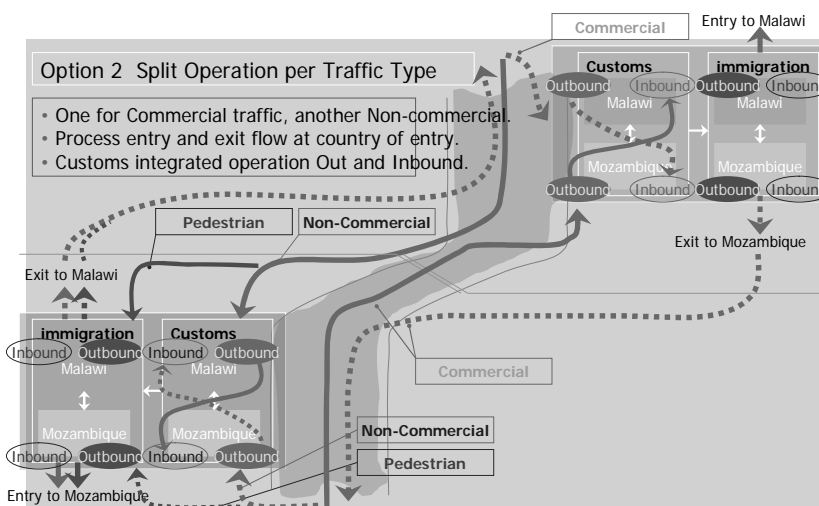 Commercial
Entry to Malawi
Option 2 Split Operation per Traffic Type
• One for Commercial traffic, another Non-commercial.
• Process entry and exit flow at country of entry.
• Customs integrated operation Out and Inbound.
Customs
immigration
Outbound
Inbound
Outbound
Inbound
Malawi
Malawi
Mozambique
Mozambique
Outbound
Inbound
Outbound
Inbound
Pedestrian
Non-Commercial
Exit to Mozambique
Exit to Malawi
immigration
Customs
Inbound
Outbound
Inbound
Outbound
Malawi
Malawi
Commercial
Mozambique
Mozambique
Non-Commercial
Inbound
Outbound
Inbound
Outbound
Pedestrian
Entry to Mozambique